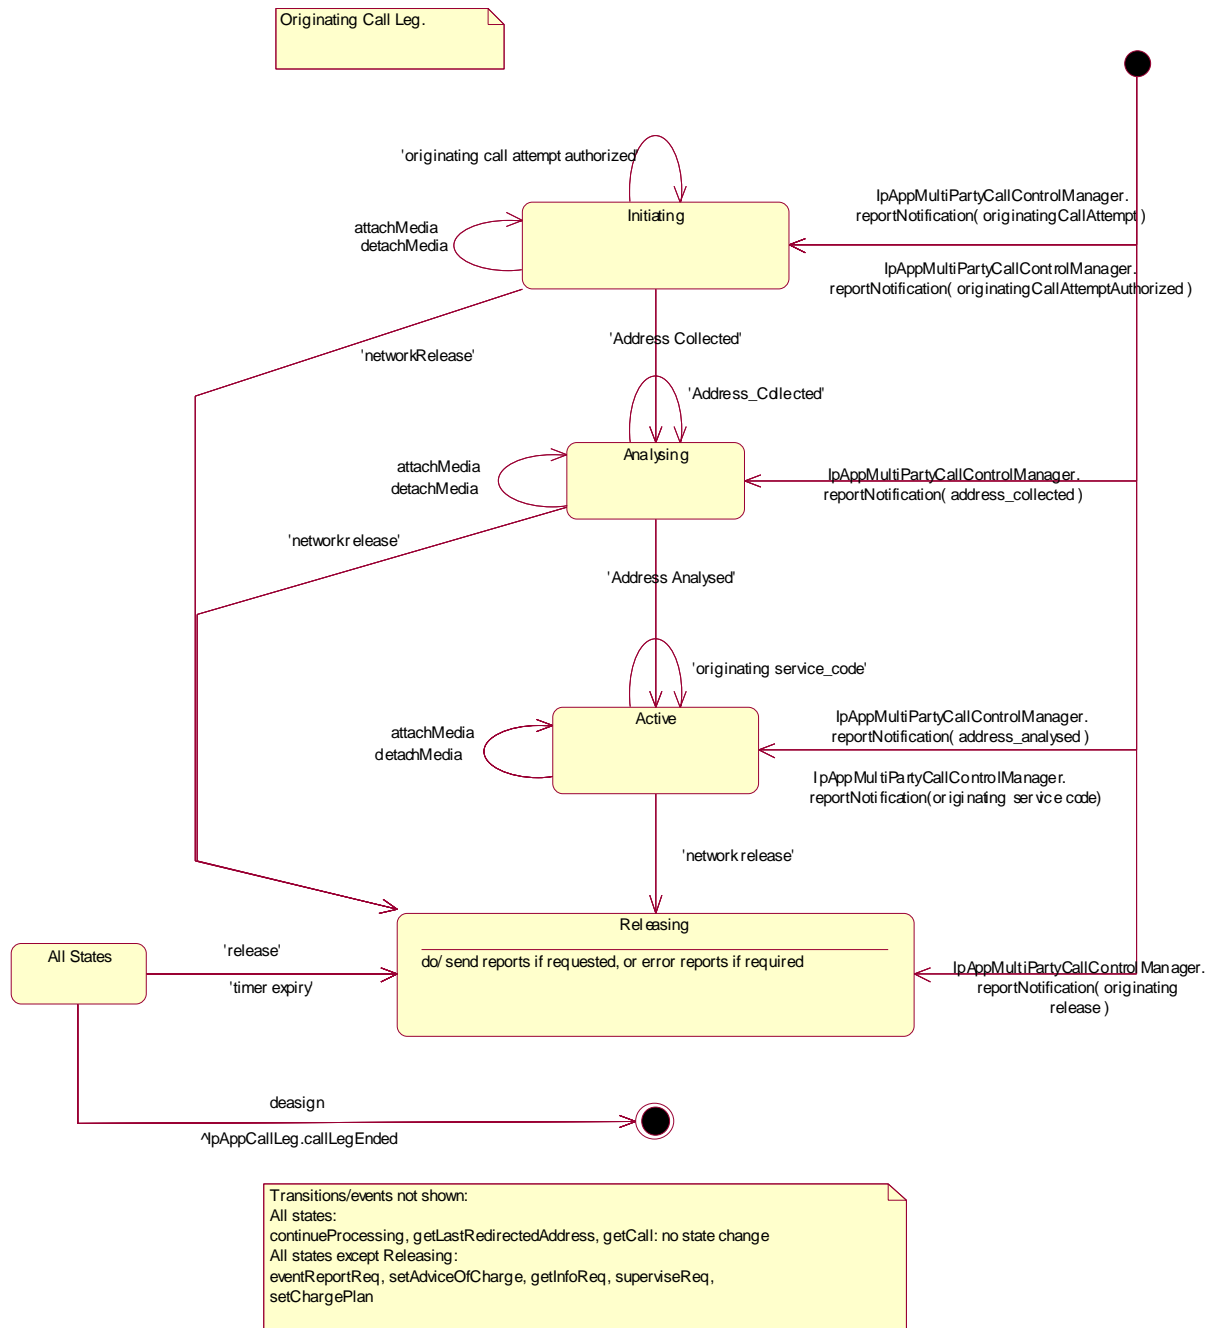 Originating Call Leg.
'originating call attempt authorized'
IpAppMultiPartyCallControlManager.
reportNotification( originatingCallAttempt )
Initiating
attachMedia
detachMedia
IpAppMultiPartyCallControlManager.
reportNotification( originatingCallAttemptAuthorized )
'Address Collected'
'networkRelease'
'Address_Collected'
Analysing
attachMedia
detachMedia
IpAppMultiPartyCallControlManager.
reportNotification( address_collected )
'networkrelease'
'Address Analysed'
'originating service_code'
Active
attachMedia
detachMedia
IpAppMultiPartyCallControlManager.
reportNotification( address_analysed )
IpAppMultiPartyCallControlManager.
reportNotification(originating service code)
'network release'
Releasing
do/ send reports if requested, or error reports if required
All States
'release'
'timer expiry'
IpAppMultiPartyCallControlManager.
reportNotification( originating
release )
deasign
^IpAppCallLeg.callLegEnded
Transitions/events not shown:
All states:
continueProcessing, getLastRedirectedAddress, getCall: no state change
All states except Releasing:
eventReportReq, setAdviceOfCharge, getInfoReq, superviseReq,
setChargePlan